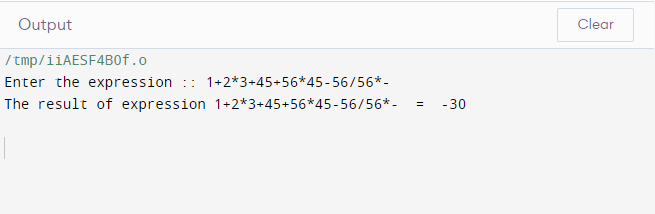 Output
Clear
/tmp/iiAESF4B0f.o
Enter the expression :: 1+2*3+45+56*45-56/56*-
The result of expression 1+2*3+45+56*45-56/56*-  =  -30